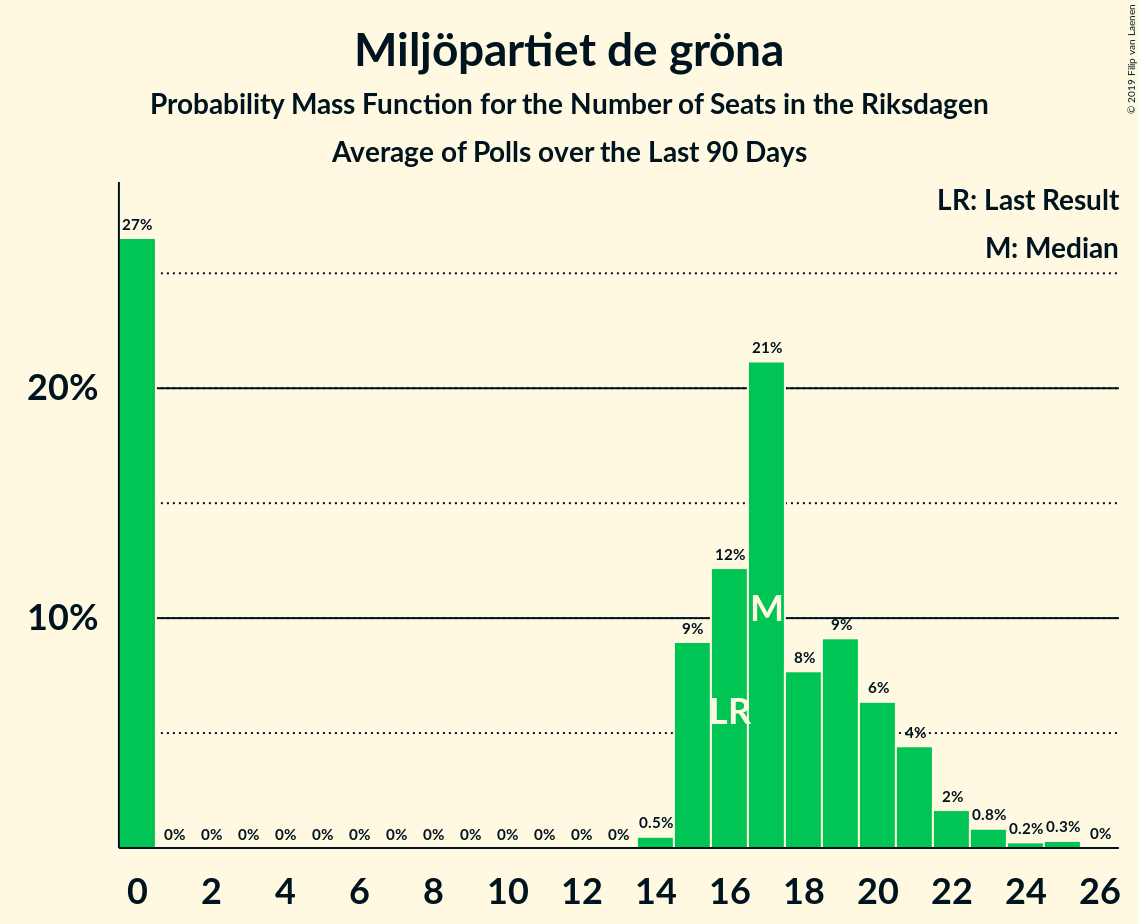 Miljöpartiet de gröna
Probability Mass Function for the Number of Seats in the Riksdagen
Average of Polls over the Last 90 Days
© 2019 Filip van Laenen
LR: Last Result
M: Median
27%
21%
20%
12%
10%
9%
M
9%
8%
6%
LR
4%
2%
0% 0% 0% 0% 0% 0% 0% 0% 0% 0% 0% 0% 0% 0.5% 0.8% 0.2% 0.3% 0%
0 2 4 6 8 10 12 14 16 18 20 22 24 26